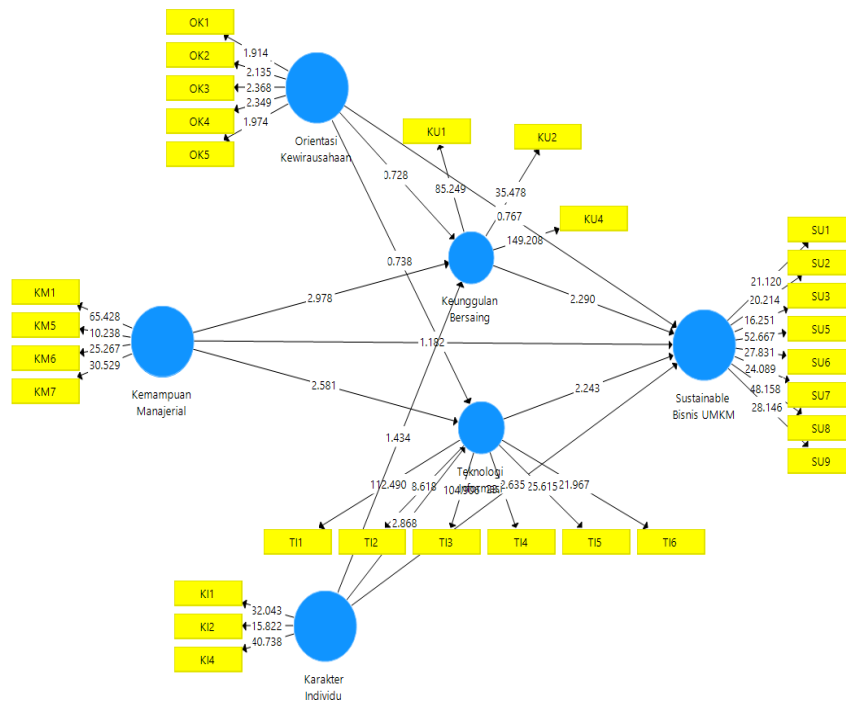 OK1
OK2
OK3
OK4
OK5
1.914
2.135
2.368
2.349
1.974
Orientasi
Kewirausahaan
KU1
KU2
KU4
85.249
35.478
149.208
0.728
0.767
0.738
Keunggulan
Bersaing
KM1
KM5
KM6
KM7
65.428
10.238
25.267
30.529
Kemampuan
Manajerial
2.978
1.182
2.581
2.290
2.243
1.434
SU1
SU2
SU3
SU5
SU6
SU7
SU8
SU9
21.120
20.214
16.251
52.667
27.831
24.089
48.158
28.146
Sustainable
Bisnis UMKM
Teknologi
112.490
8.618
2.635
25.615
21.967
2.868
TI1
TI2
TI3
TI4
TI5
TI6
KI1
KI2
KI4
32.043
15.822
40.738
Karakter
Individu